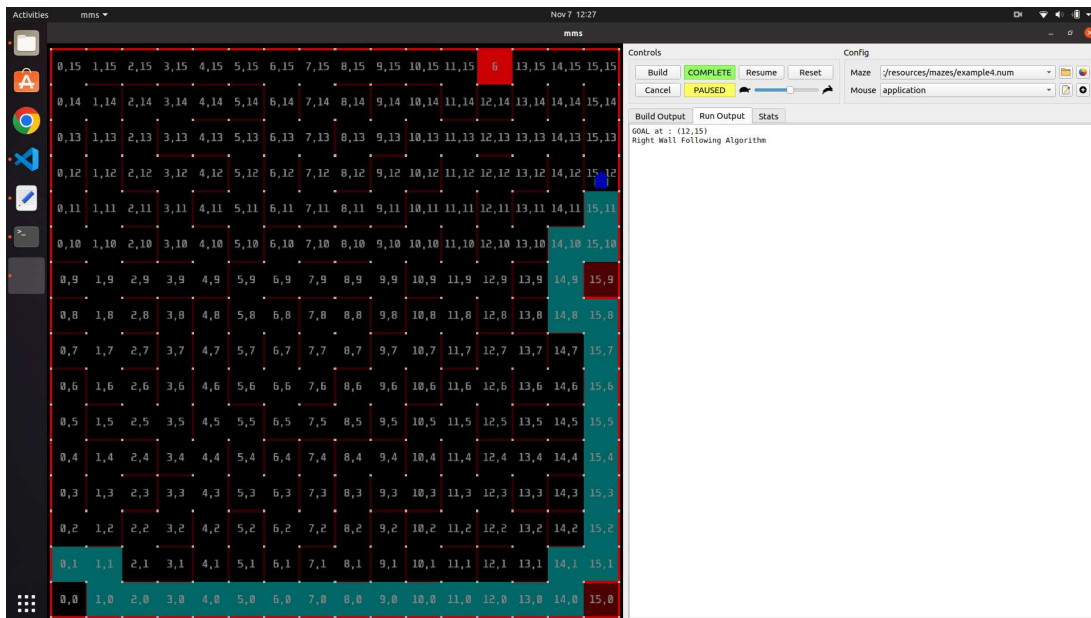 Activities mms Nov 7 12:27
mms
Controls Config
Build COMPLETE Resume Reset Maze :/resources/mazes/example4.num
Cancel PAUSED Mouse application
Build Output Run Output Stats
GOAL at : (12,15)
Right Wall Following Algorithm
0,15 1,15 2,15 3,15 4,15 5,15 6,15 7,15 8,15 9,15 10,15 11,15 G 13,15 14,15 15,15
0,14 1,14 2,14 3,14 4,14 5,14 6,14 7,14 8,14 9,14 10,14 11,14 12,14 13,14 14,14 15,14
0,13 1,13 2,13 3,13 4,13 5,13 6,13 7,13 8,13 9,13 10,13 11,13 12,13 13,13 14,13 15,13
0,12 1,12 2,12 3,12 4,12 5,12 6,12 7,12 8,12 9,12 10,12 11,12 12,12 13,12 14,12 15,12
0,11 1,11 2,11 3,11 4,11 5,11 6,11 7,11 8,11 9,11 10,11 11,11 12,11 13,11 14,11 15,11
0,10 1,10 2,10 3,10 4,10 5,10 6,10 7,10 8,10 9,10 10,10 11,10 12,10 13,10 14,10 15,10
0,9 1,9 2,9 3,9 4,9 5,9 6,9 7,9 8,9 9,9 10,9 11,9 12,9 13,9 14,9 15,9
0,8 1,8 2,8 3,8 4,8 5,8 6,8 7,8 8,8 9,8 10,8 11,8 12,8 13,8 14,8 15,8
0,7 1,7 2,7 3,7 4,7 5,7 6,7 7,7 8,7 9,7 10,7 11,7 12,7 13,7 14,7 15,7
0,6 1,6 2,6 3,6 4,6 5,6 6,6 7,6 8,6 9,6 10,6 11,6 12,6 13,6 14,6 15,6
0,5 1,5 2,5 3,5 4,5 5,5 6,5 7,5 8,5 9,5 10,5 11,5 12,5 13,5 14,5 15,5
0,4 1,4 2,4 3,4 4,4 5,4 6,4 7,4 8,4 9,4 10,4 11,4 12,4 13,4 14,4 15,4
0,3 1,3 2,3 3,3 4,3 5,3 6,3 7,3 8,3 9,3 10,3 11,3 12,3 13,3 14,3 15,3
0,2 1,2 2,2 3,2 4,2 5,2 6,2 7,2 8,2 9,2 10,2 11,2 12,2 13,2 14,2 15,2
0,1 1,1 2,1 3,1 4,1 5,1 6,1 7,1 8,1 9,1 10,1 11,1 12,1 13,1 14,1 15,1
0,0 1,0 2,0 3,0 4,0 5,0 6,0 7,0 8,0 9,0 10,0 11,0 12,0 13,0 14,0 15,0